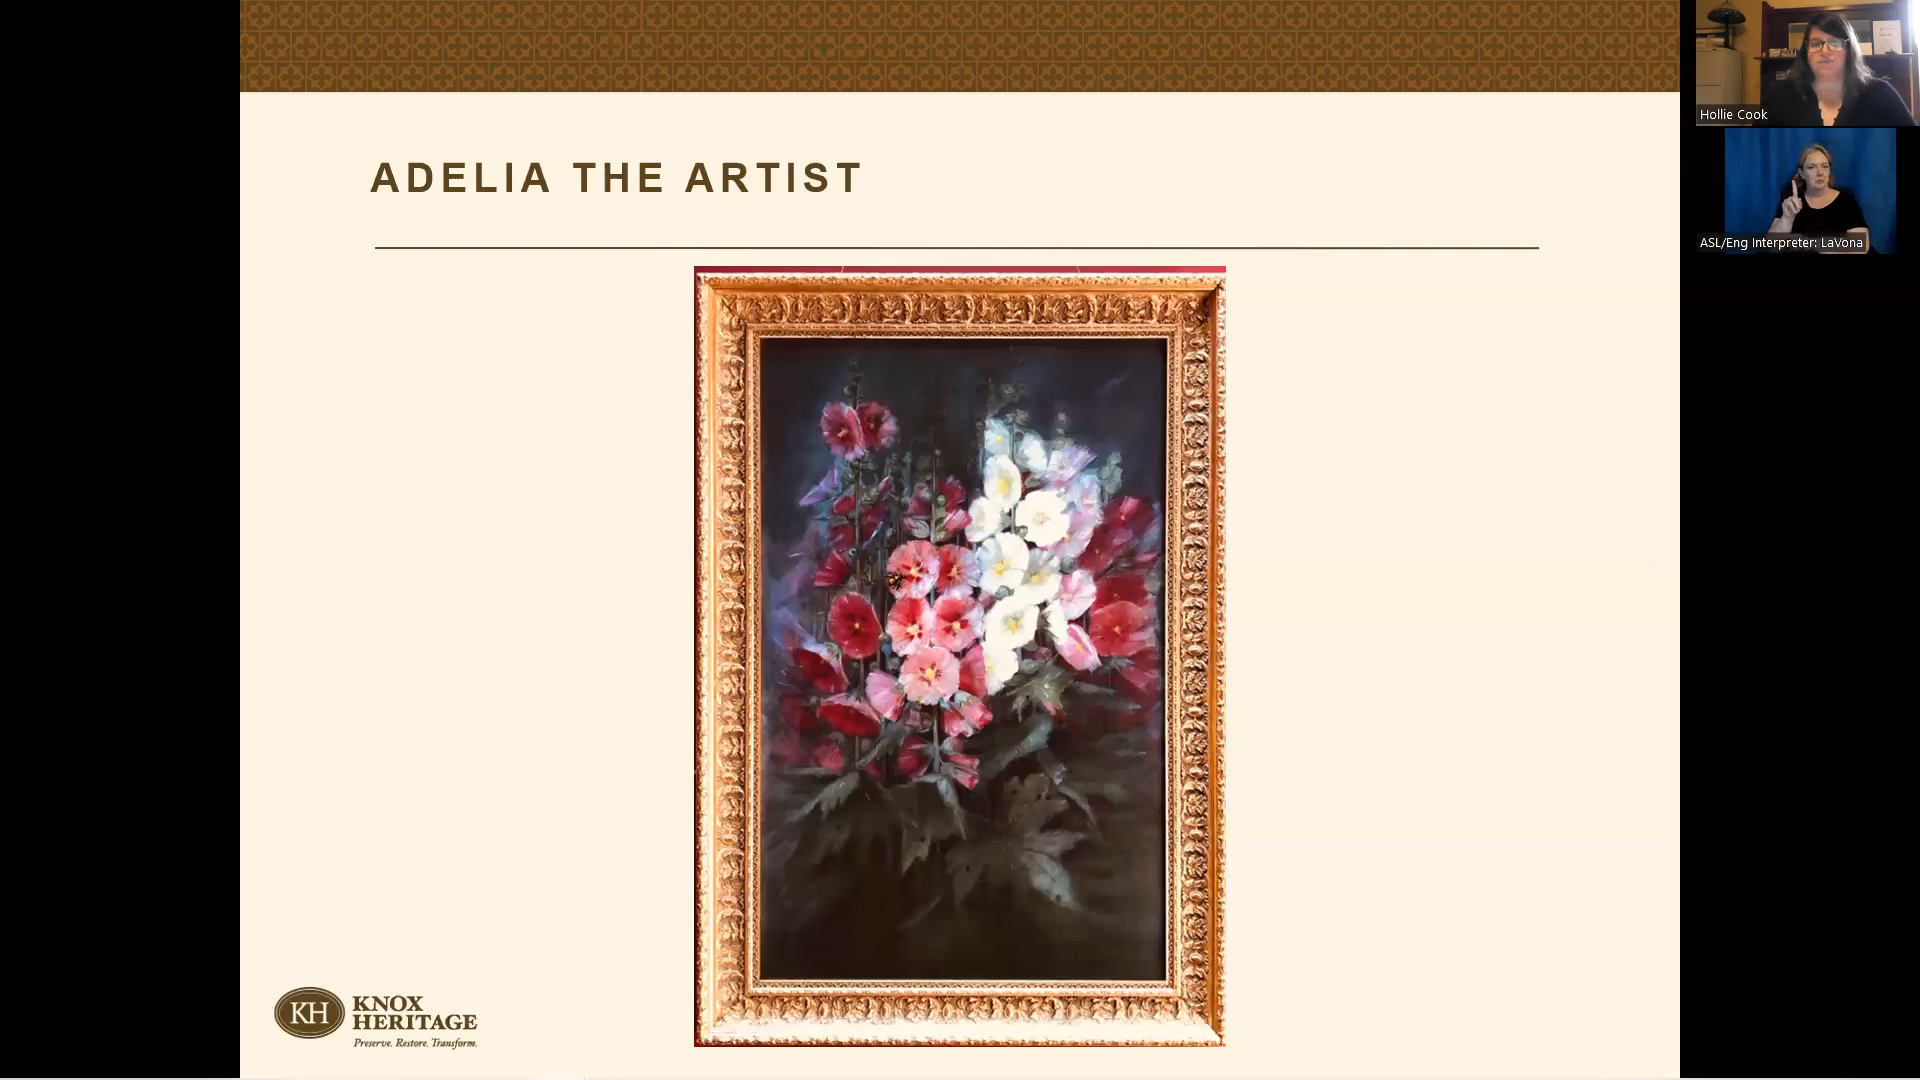 ADELIA THE ARTIST
Hollie Cook
ASL/Eng Interpreter: LaVona
KH
KNOX
HERITAGE
Preserve. Restore. Transform.